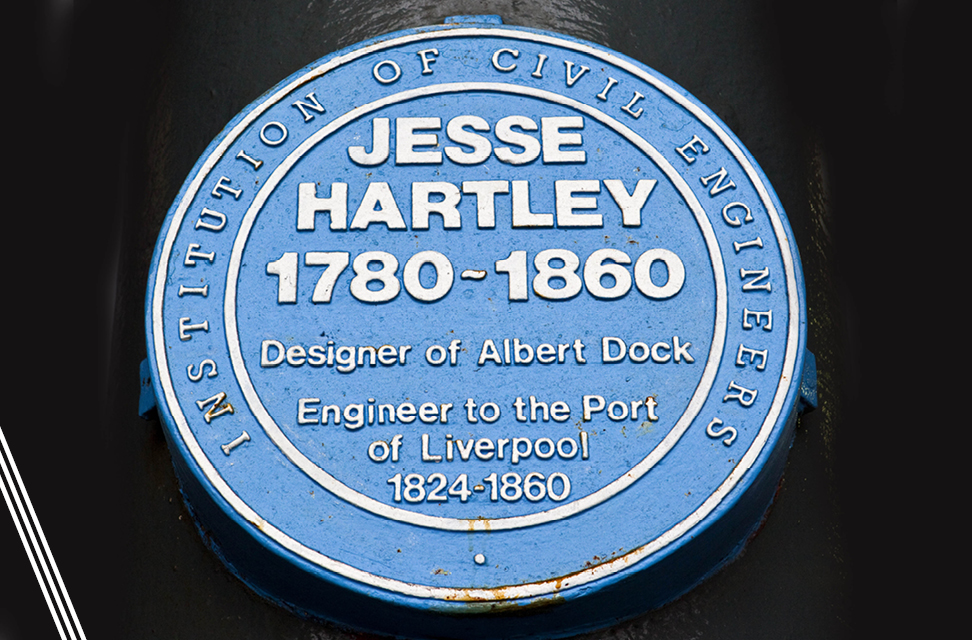 INSTITUTION OF CIVIL ENGINEERS
JESSE
HARTLEY
1780~1860
Designer of Albert Dock
Engineer to the Port
of Liverpool
1824-1860